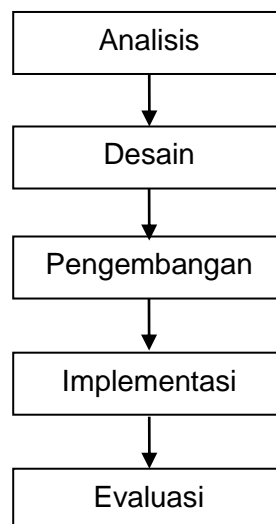 Analisis
Desain
Pengembangan
Implementasi
Evaluasi